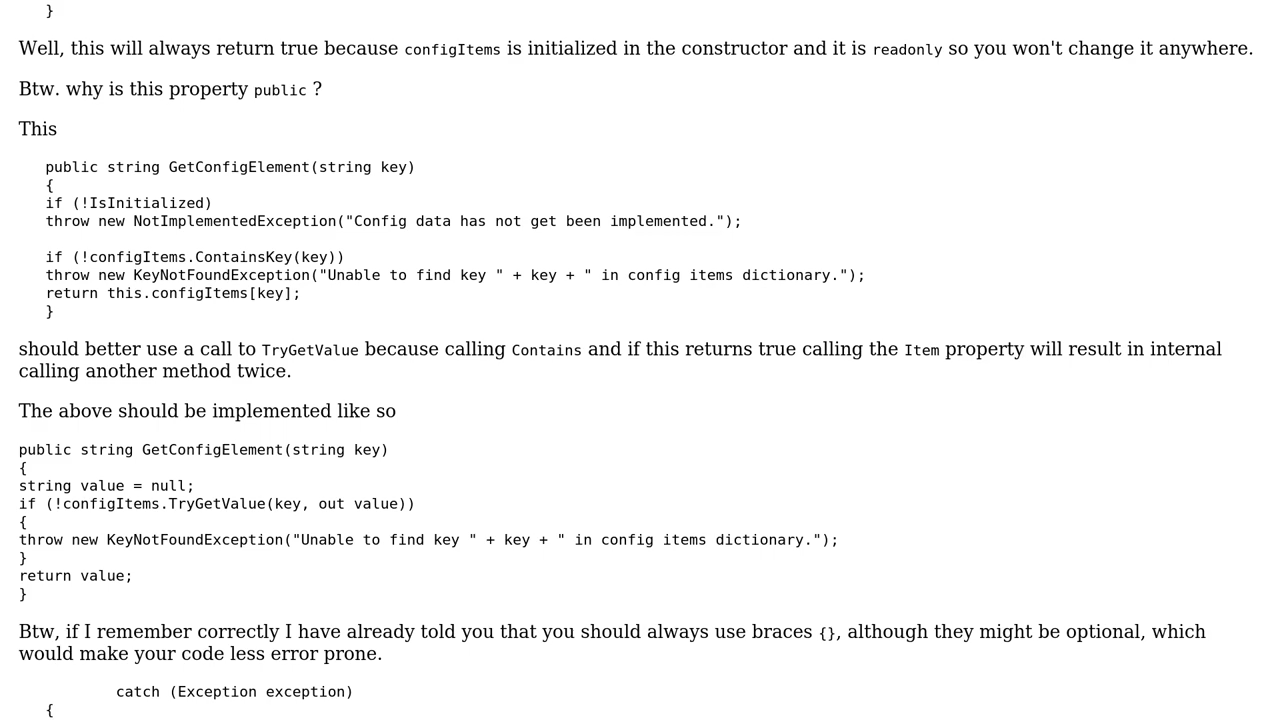 }
Well, this will always return true because configItems is initialized in the constructor and it is readonly so you won't change it anywhere.
Btw. why is this property public ?
This
public string GetConfigElement(string key)
{
if (!IsInitialized)
throw new NotImplementedException("Config data has not get been implemented.");
if (!configItems.ContainsKey(key))
throw new KeyNotFoundException("Unable to find key " + key + " in config items dictionary.");
return this.configItems[key];
}
should better use a call to TryGetValue because calling Contains and if this returns true calling the Item property will result in internal
calling another method twice.
The above should be implemented like so
public string GetConfigElement(string key)
{
string value = null;
if (!configItems.TryGetValue(key, out value))
{
throw new KeyNotFoundException("Unable to find key " + key + " in config items dictionary.");
}
return value;
}
Btw, if I remember correctly I have already told you that you should always use braces {}, although they might be optional, which
would make your code less error prone.
catch (Exception exception)
{